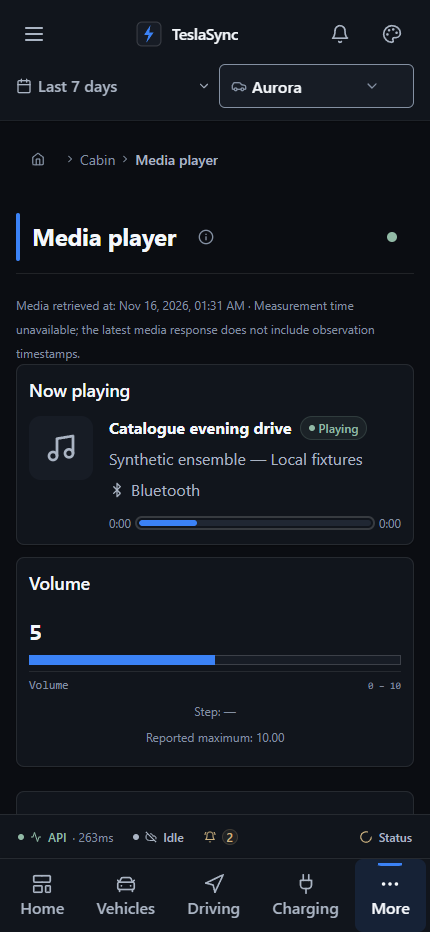 TeslaSync
Last 7 days
Aurora
Cabin
Media player
Media player
Media retrieved at: Nov 16, 2026, 01:31 AM · Measurement time
unavailable; the latest media response does not include observation
timestamps.
Now playing
Catalogue evening drive
Playing
Synthetic ensemble — Local fixtures
Bluetooth
0:00
0:00
Volume
5
Volume
0 – 10
Step: —
Reported maximum: 10.00
API · 263ms
Idle
2
Status
Home
Vehicles
Driving
Charging
More